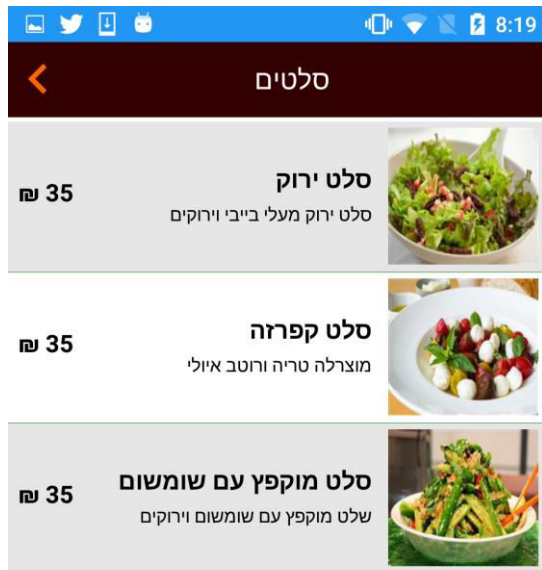 8:19
סלטים
סלט ירוק
סלט ירוק מעלי בייבי וירוקים
35 ₪
סלט קפרזה
מוצרלה טריה ורוטב איולי
35 ₪
סלט מוקפץ עם שומשום
שלט מוקפץ עם שומשום וירוקים
35 ₪